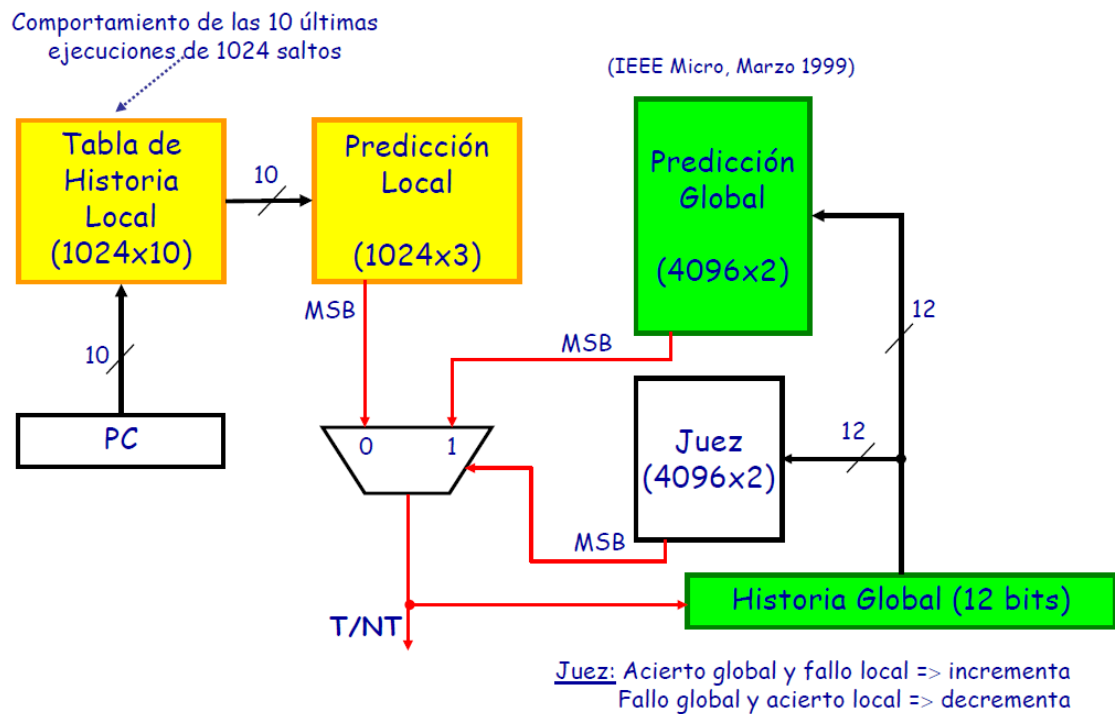 Comportamiento de las 10 últimas
ejecuciones de 1024 saltos
(IEEE Micro, Marzo 1999)
Tabla de
Historia
Local
(1024x10)
10
Predicción
Local
(1024x3)
Predicción
Global
(4096x2)
MSB
MSB
12
10
PC
0
1
Juez
(4096x2)
12
MSB
T/NT
Historia Global (12 bits)
Juez: Acierto global y fallo local => incrementa
Fallo global y acierto local => decrementa